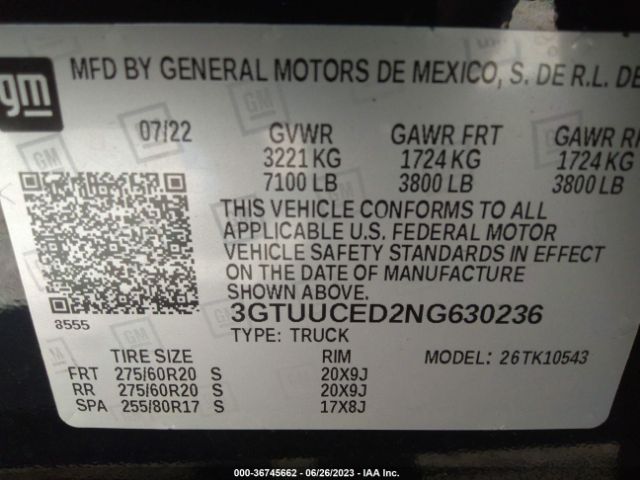 gm
MFD BY GENERAL MOTORS DE MEXICO, S. DE R.L. DE
07/22 GVWR GAWR FRT GAWR
3221 KG 1724 KG 1724 KG
7100 LB 3800 LB 3800 LB
THIS VEHICLE CONFORMS TO ALL
APPLICABLE U.S. FEDERAL MOTOR
VEHICLE SAFETY STANDARDS IN EFFECT
ON THE DATE OF MANUFACTURE
SHOWN ABOVE.
8555 3GTUUCED2NG630236
TYPE: TRUCK
TIRE SIZE RIM MODEL: 26TK10543
FRT 275/60R20 S 20X9J
RR 275/60R20 S 20X9J
SPA 255/80R17 S 17X8J
000-36745662 - 06/26/2023 - IAA Inc.